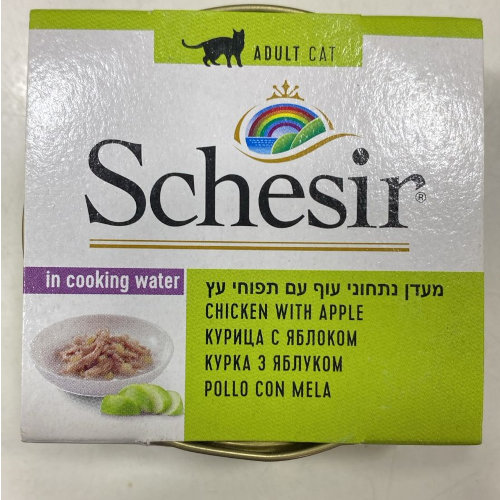 ADULT CAT
Schesir®
in cooking water
מעדן נתחוני עוף עם תפוחי עץ
CHICKEN WITH APPLE
КУРИЦА С ЯБЛОКОМ
КУРКА З ЯБЛУКОМ
POLLO CON MELA